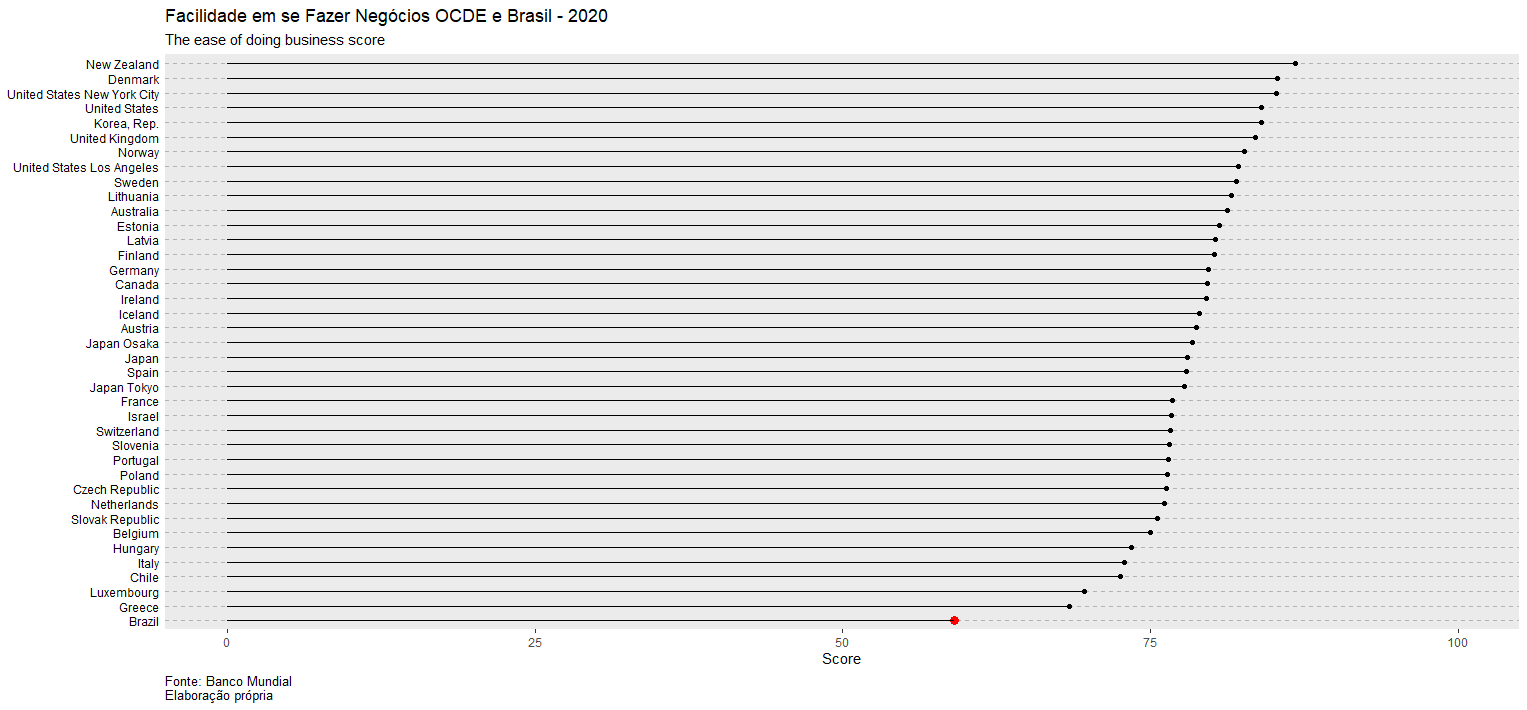 Facilidade em se Fazer Negócios OCDE e Brasil - 2020
The ease of doing business score
New Zealand
Denmark
United States New York City
United States
Korea, Rep.
United Kingdom
Norway
United States Los Angeles
Sweden
Lithuania
Australia
Estonia
Latvia
Finland
Germany
Canada
Ireland
Iceland
Austria
Japan Osaka
Japan
Spain
Japan Tokyo
France
Israel
Switzerland
Slovenia
Portugal
Poland
Czech Republic
Netherlands
Slovak Republic
Belgium
Hungary
Italy
Chile
Luxembourg
Greece
Brazil
0 25 50 75 100
Score
Fonte: Banco Mundial
Elaboração própria